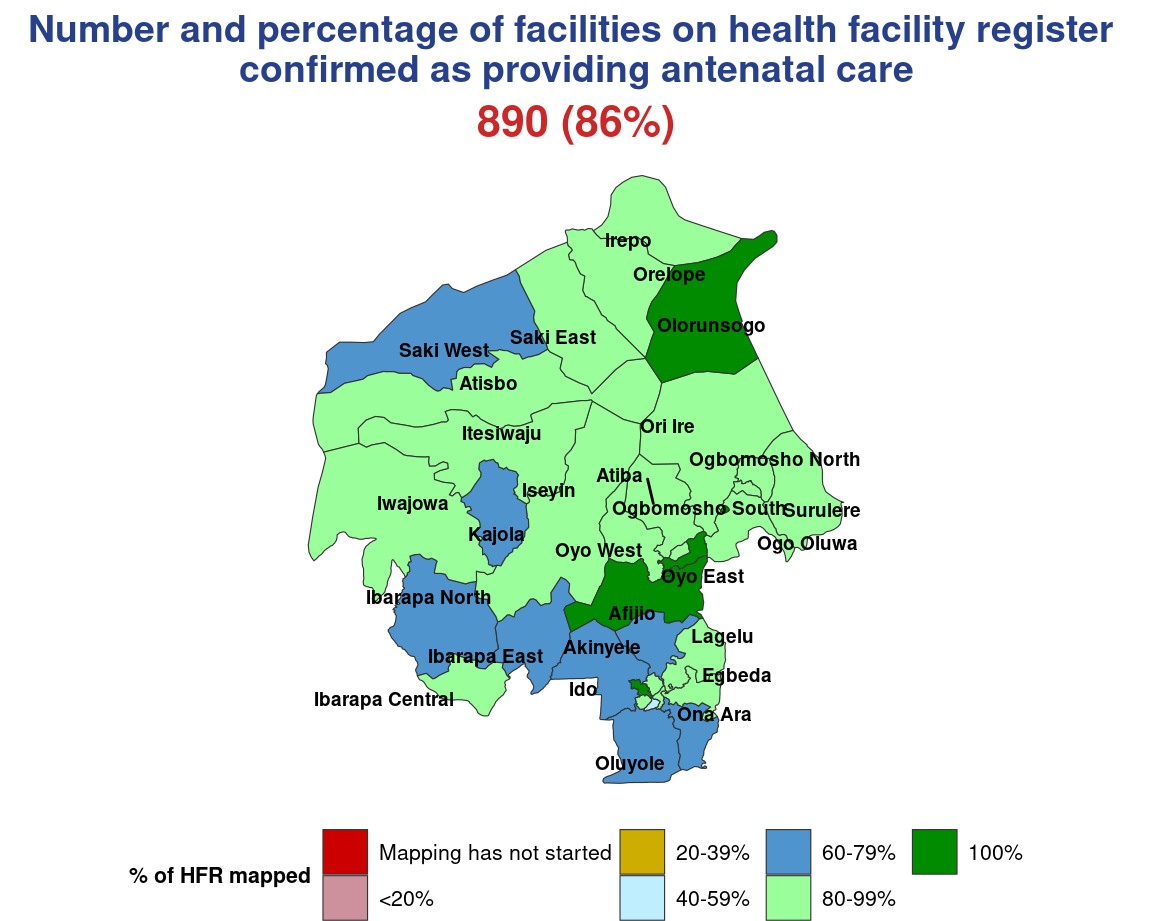 Number and percentage of facilities on health facility register
confirmed as providing antenatal care
890 (86%)
Irepo
Orelope
Olorunsogo
Saki East
Saki West
Atisbo
Ori Ire
Itesiwaju
Ogbomosho North
Atiba
Iseyin
Iwajowa
Ogbomosho South
Surulere
Kajola
Ogo Oluwa
Oyo West
Oyo East
Ibarapa North
Afijio
Lagelu
Akinyele
Ibarapa East
Egbeda
Ido
Ibarapa Central
Ona Ara
Oluyole
% of HFR mapped
Mapping has not started
<20%
20-39%
40-59%
60-79%
80-99%
100%